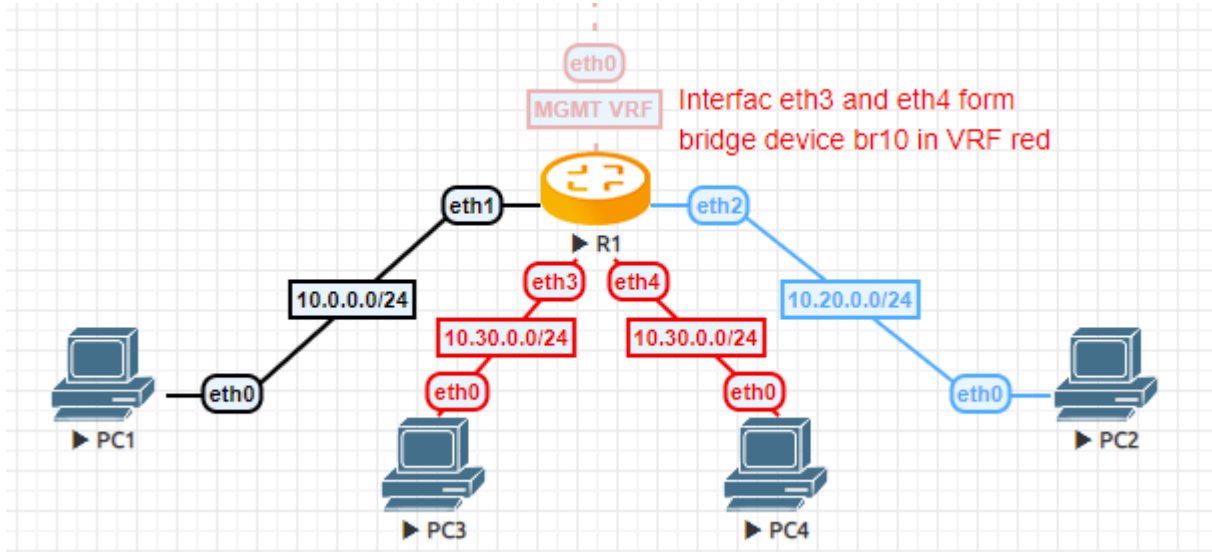 eth0
MGMT VRF
Interfac eth3 and eth4 form
bridge device br10 in VRF red
eth1
eth2
R1
eth3
eth4
10.0.0.0/24
10.20.0.0/24
10.30.0.0/24
10.30.0.0/24
eth0
eth0
eth0
eth0
PC1
PC2
PC3
PC4